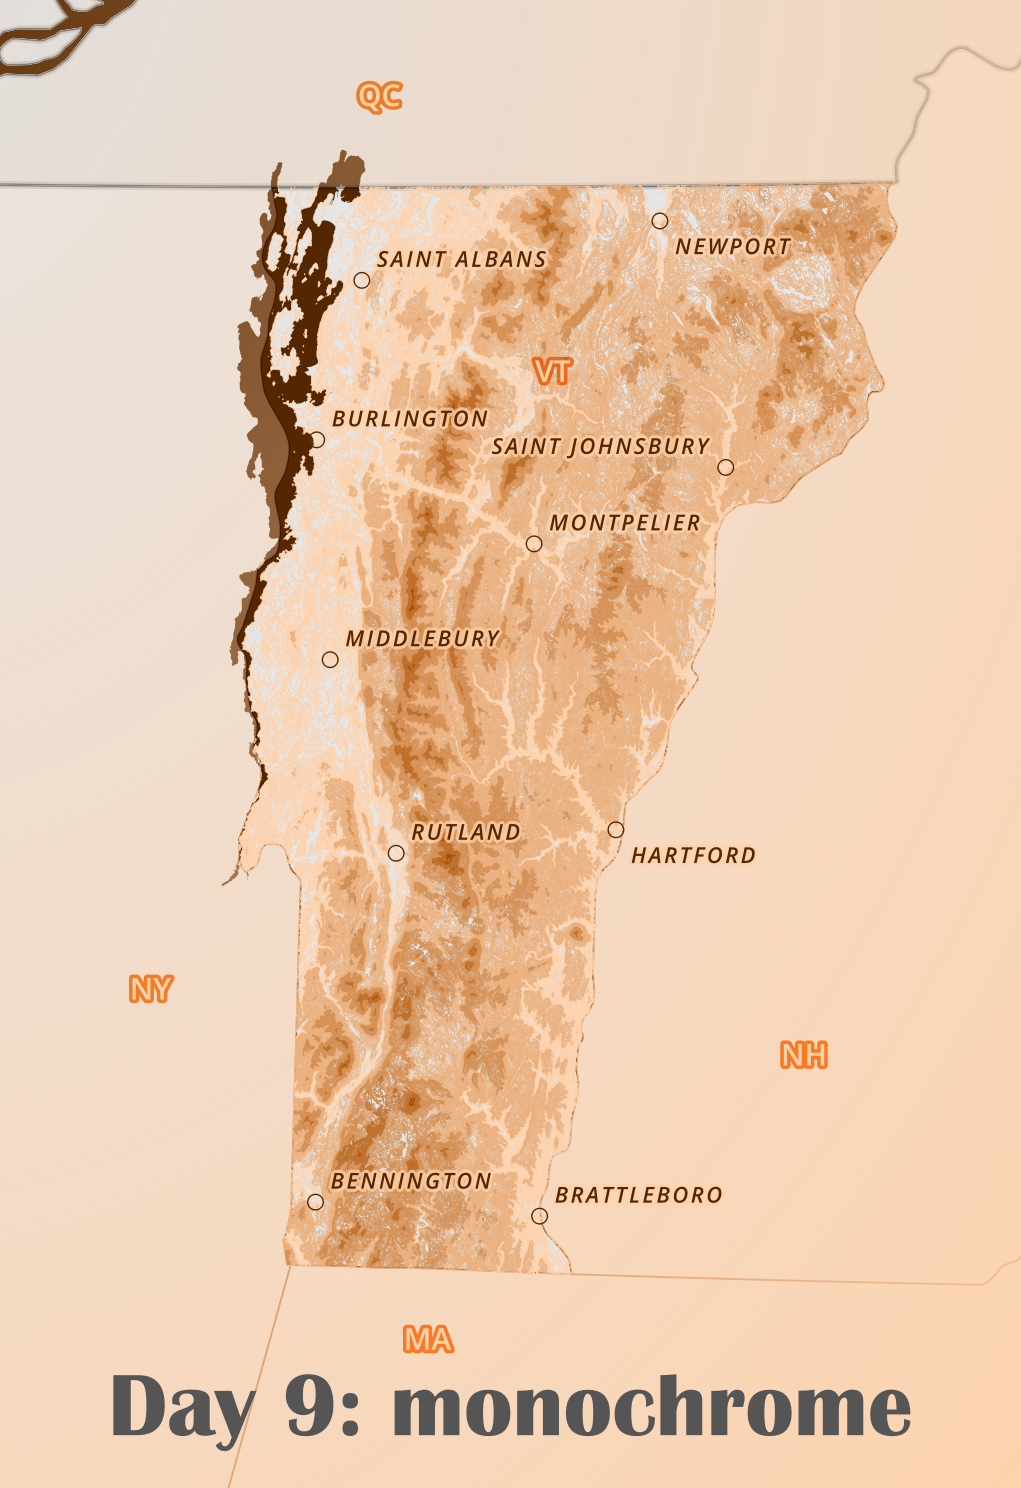 QC
NEWPORT
SAINT ALBANS
VT
BURLINGTON
SAINT JOHNSBURY
MONTPELIER
MIDDLEBURY
RUTLAND
HARTFORD
NY
NH
BENNINGTON
BRATTLEBORO
MA
Day 9: monochrome